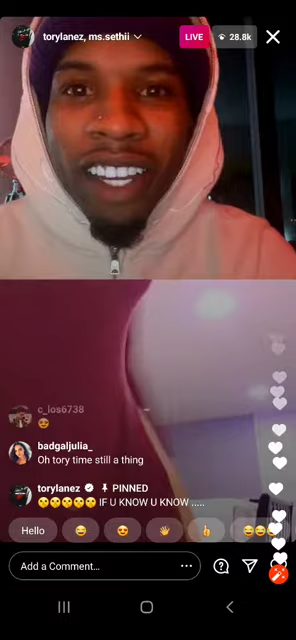 torylanez, ms.sethii
LIVE
28.8k
c_los6738
😍
badgaljulia_
Oh tory time still a thing
torylanez PINNED
🤫🤫🤫🤫🤫 IF U KNOW U KNOW .....
Hello 😂 😍 👋 👍 😂😂
Add a Comment...